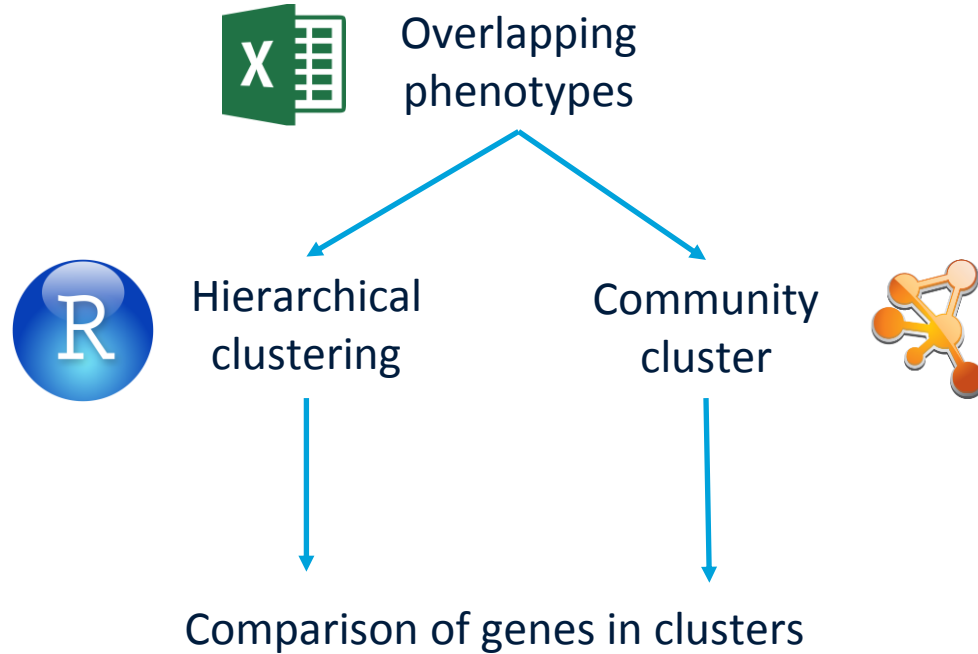 X
Overlapping
phenotypes
R
Hierarchical
clustering
Community
cluster
Comparison of genes in clusters